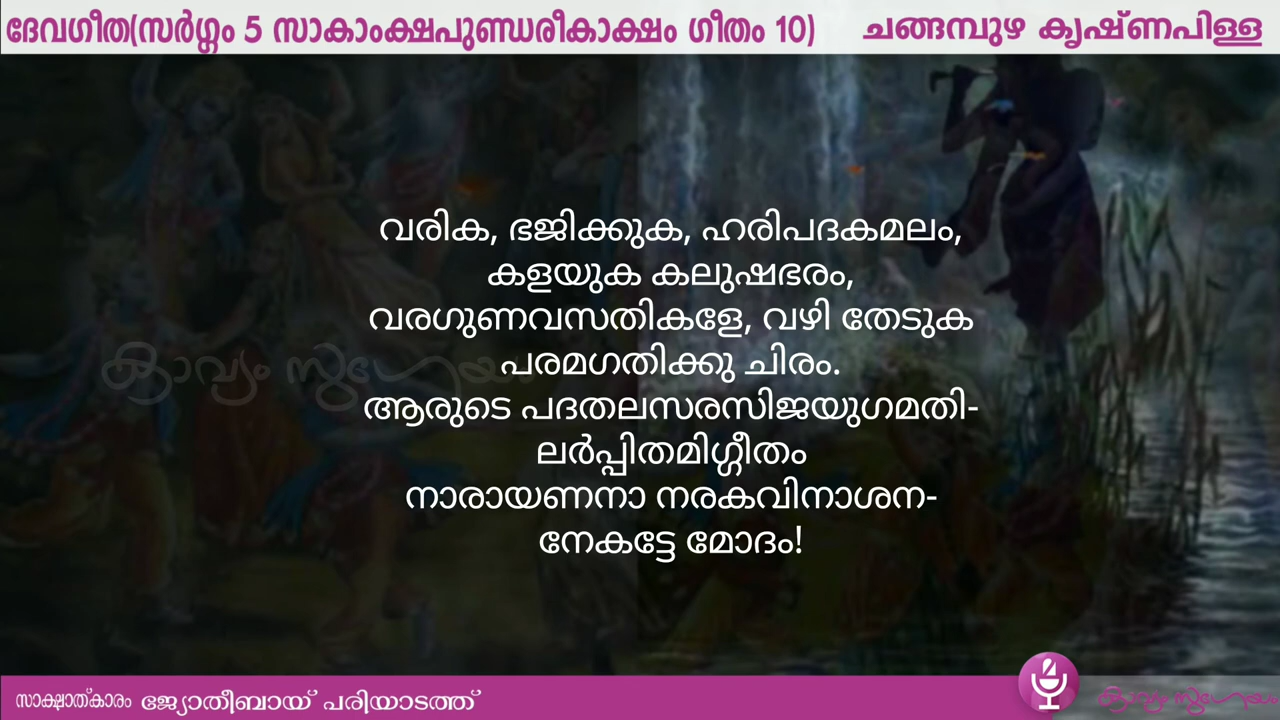 ദേവഗീത(സർഗ്ഗം 5 സാകാംക്ഷപുണ്ഡരീകാക്ഷം ഗീതം 10) ചങ്ങമ്പുഴ കൃഷ്ണപിള്ള
വരിക, ഭജിക്കുക, ഹരിപദകമലം,
കളയുക കലുഷഭരം,
വരഗുണവസതികളേ, വഴി തേടുക
പരമഗതിക്കു ചിരം.
ആരുടെ പദതലസരസിജയുഗമതി-
ലർപ്പിതമിഗ്ഗീതം
നാരായണനാ നരകവിനാശന-
നേകട്ടേ മോദം!
കാവ്യം സുഗേയം
സാക്ഷാത്കാരം ജ്യോതീബായ് പരിയാടത്ത്
കാവ്യം സുഗേയം